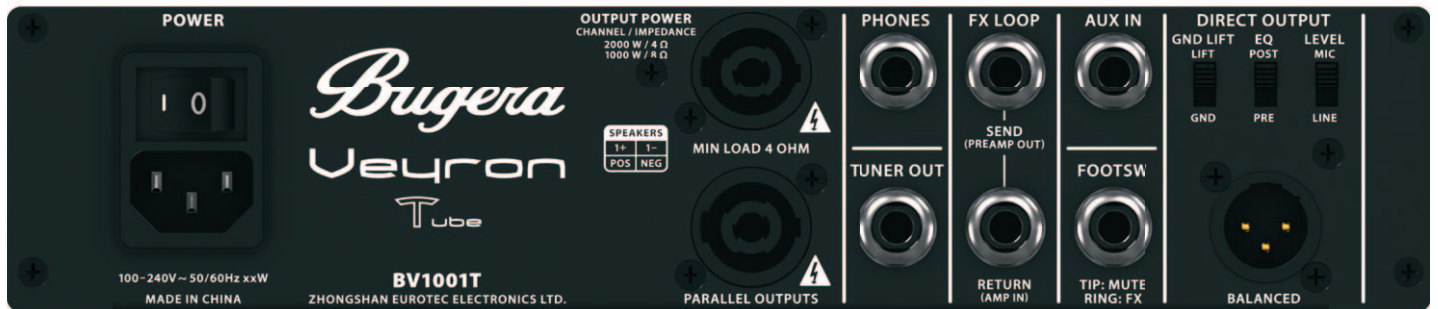 POWER
I O
100-240V~ 50/60Hz xxW
MADE IN CHINA
Bugera
Veyron
Tube
BV1001T
ZHONGSHAN EUROTEC ELECTRONICS LTD.
OUTPUT POWER
CHANNEL / IMPEDANCE
2000 W / 4 Ω
1000 W / 8 Ω
SPEAKERS
1+ 1−
POS NEG
MIN LOAD 4 OHM
PARALLEL OUTPUTS
PHONES
TUNER OUT
FX LOOP
SEND
(PREAMP OUT)
RETURN
(AMP IN)
AUX IN
FOOTSW
TIP: MUTE
RING: FX
DIRECT OUTPUT
GND LIFT EQ LEVEL
LIFT POST MIC
GND PRE LINE
BALANCED